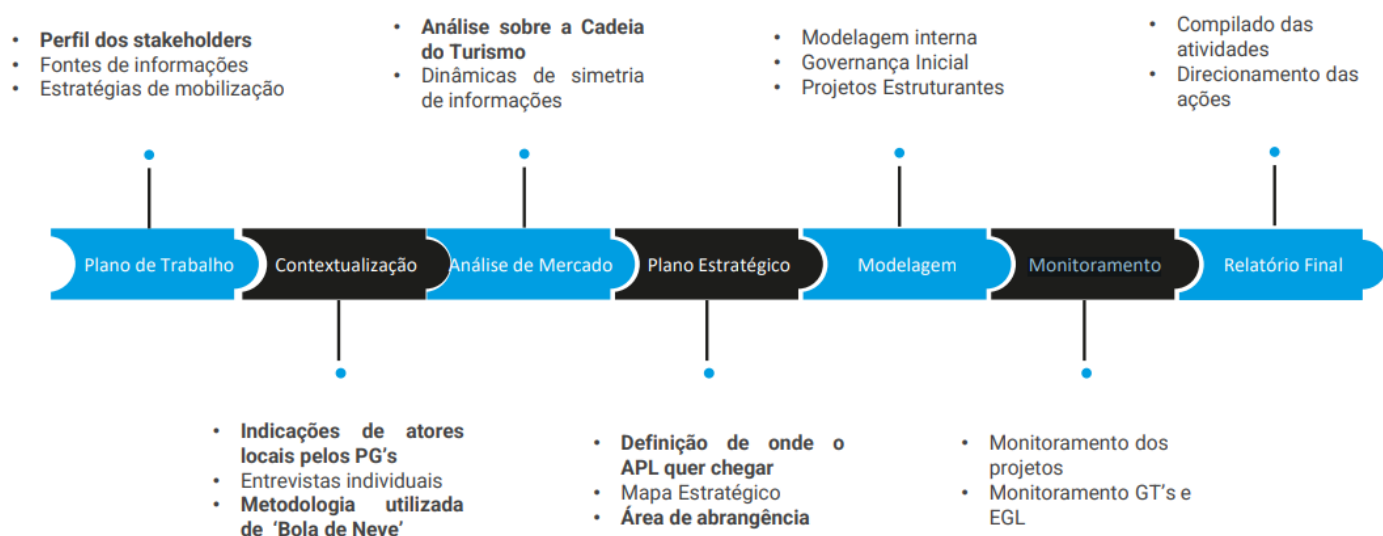 • Perfil dos stakeholders
• Fontes de informações
• Estratégias de mobilização
• Análise sobre a Cadeia
do Turismo
• Dinâmicas de simetria
de informações
• Modelagem interna
• Governança Inicial
• Projetos Estruturantes
• Compilado das
atividades
• Direcionamento das
ações
Plano de Trabalho
Contextualização
Análise de Mercado
Plano Estratégico
Modelagem
Monitoramento
Relatório Final
• Indicações de atores
locais pelos PG's
• Entrevistas individuais
• Metodologia utilizada
de ‘Bola de Neve’
• Definição de onde o
APL quer chegar
• Mapa Estratégico
• Área de abrangência
• Monitoramento dos
projetos
• Monitoramento GT's e
EGL